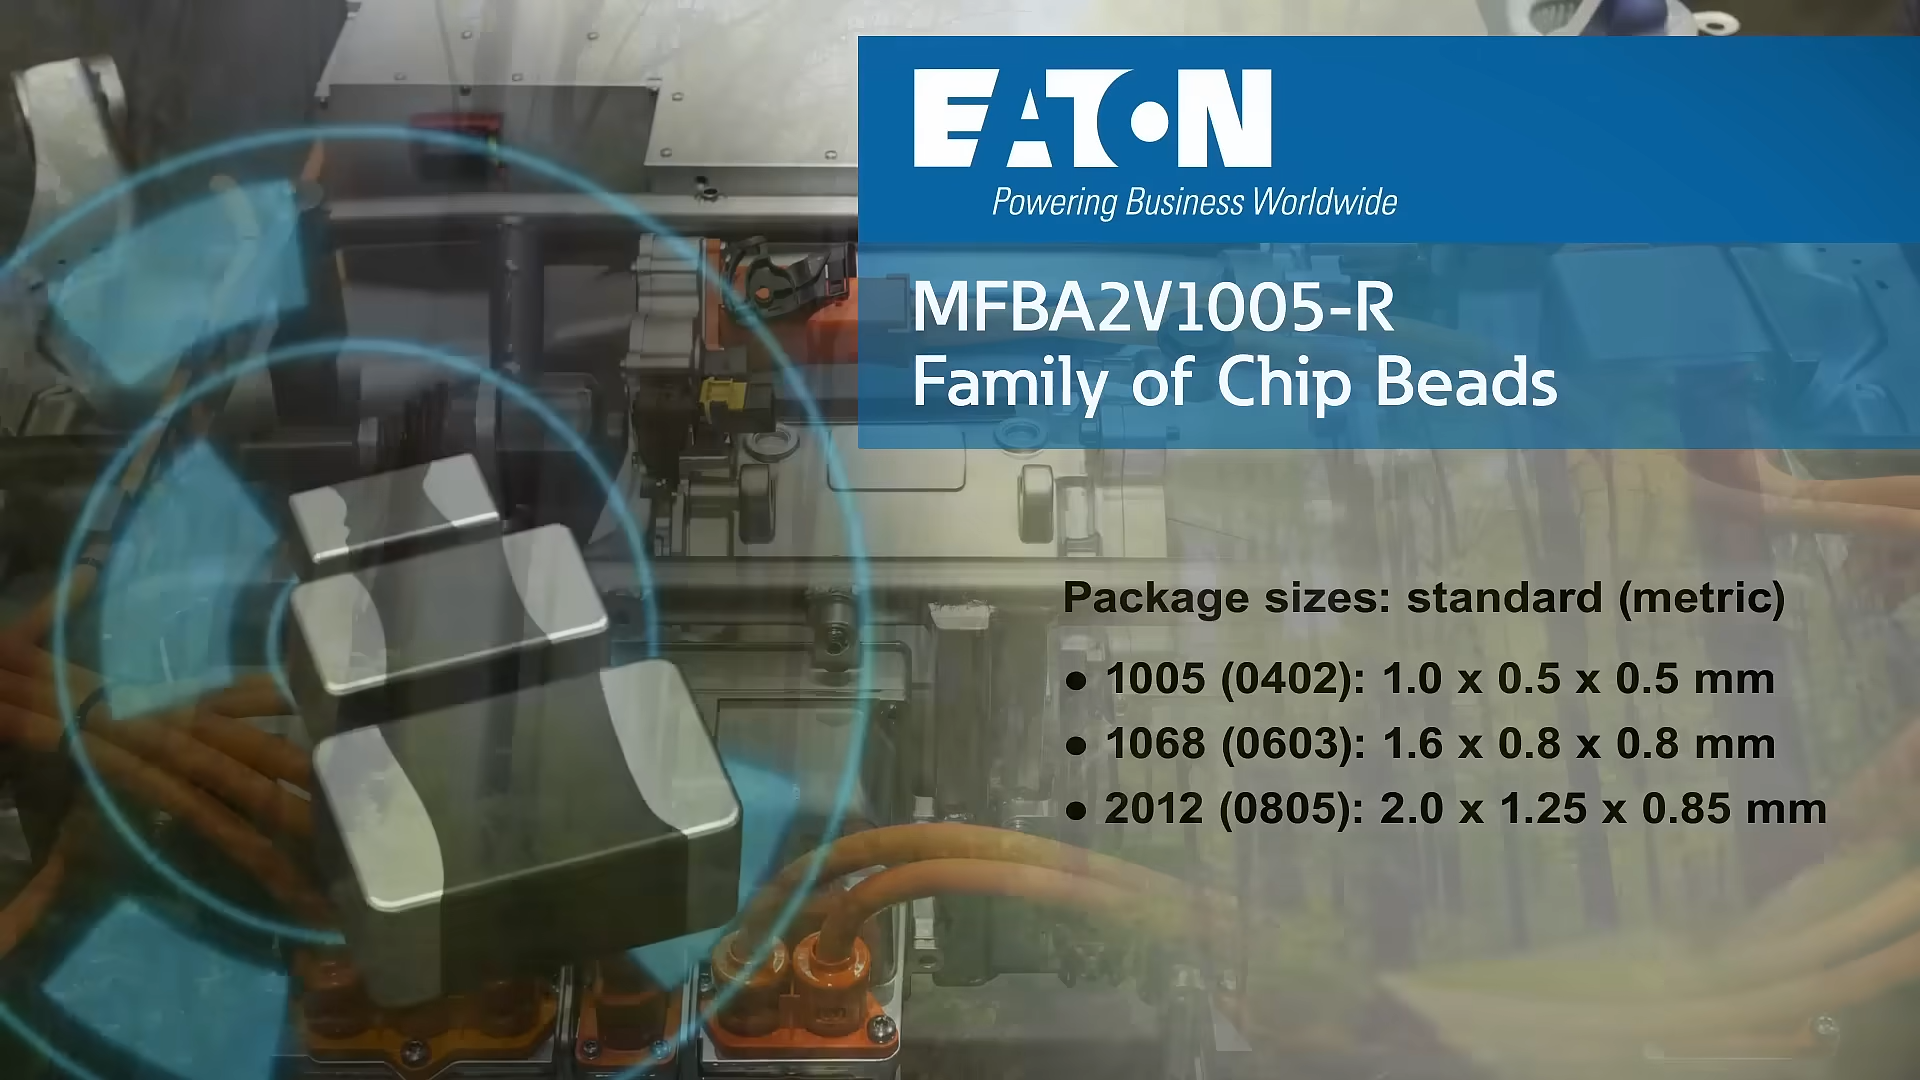 EATON
Powering Business Worldwide
MFBA2V1005-R
Family of Chip Beads
Package sizes: standard (metric)
● 1005 (0402): 1.0 x 0.5 x 0.5 mm
● 1068 (0603): 1.6 x 0.8 x 0.8 mm
● 2012 (0805): 2.0 x 1.25 x 0.85 mm